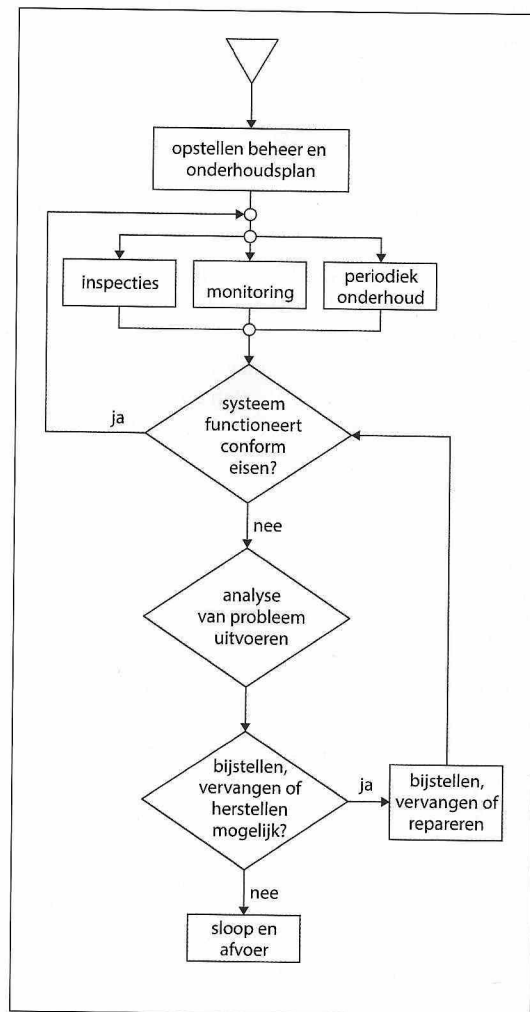 opstellen beheer en
onderhoudsplan
inspecties
monitoring
periodiek
onderhoud
ja
systeem
functioneert
conform
eisen?
nee
analyse
van probleem
uitvoeren
bijstellen,
vervangen of
herstellen
mogelijk?
ja
bijstellen,
vervangen of
repareren
nee
sloop en
afvoer